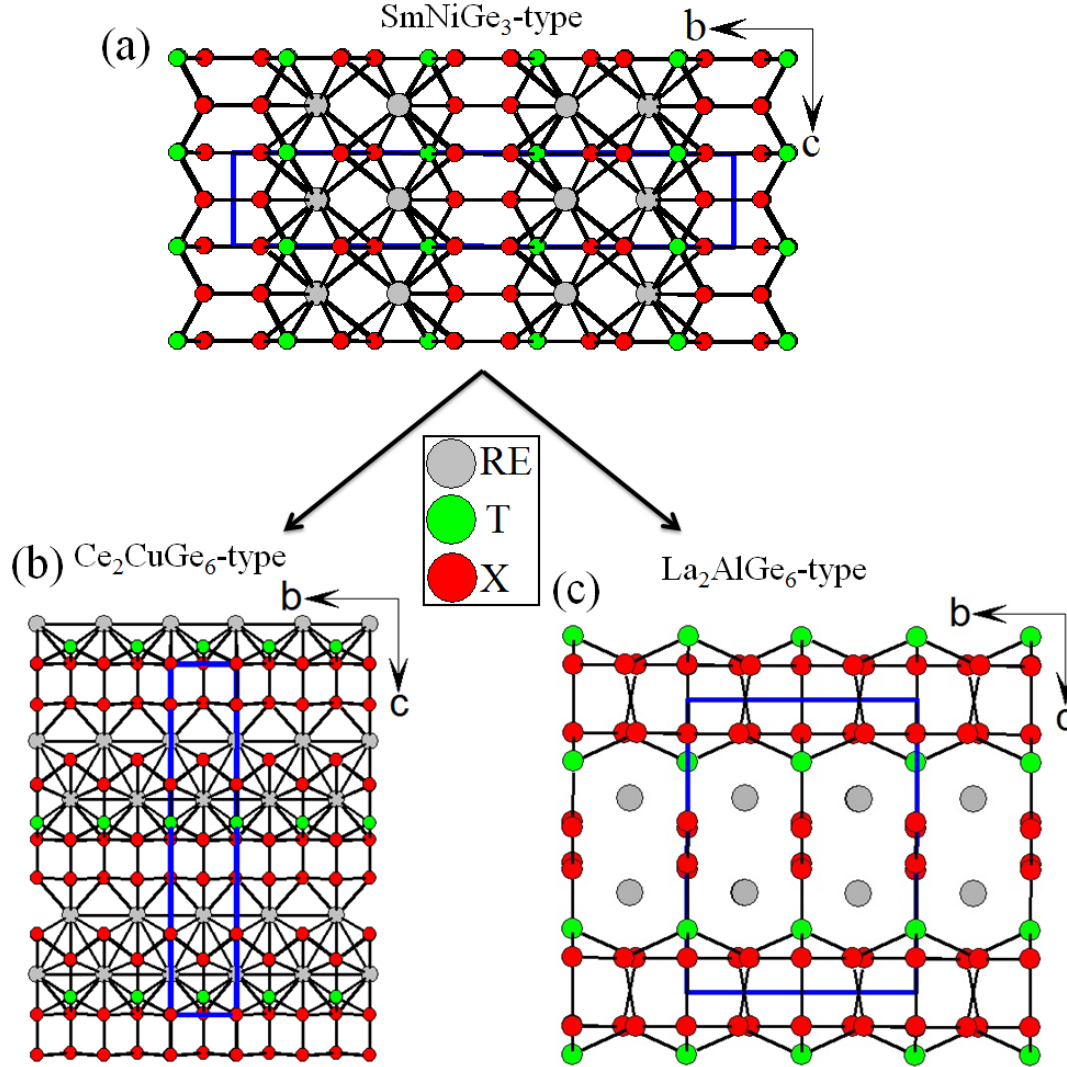 SmNiGe₃-type
(a)
b
c
RE
T
X
(b)
Ce₂CuGe₆-type
b
c
La₂AlGe₆-type
(c)
b
c